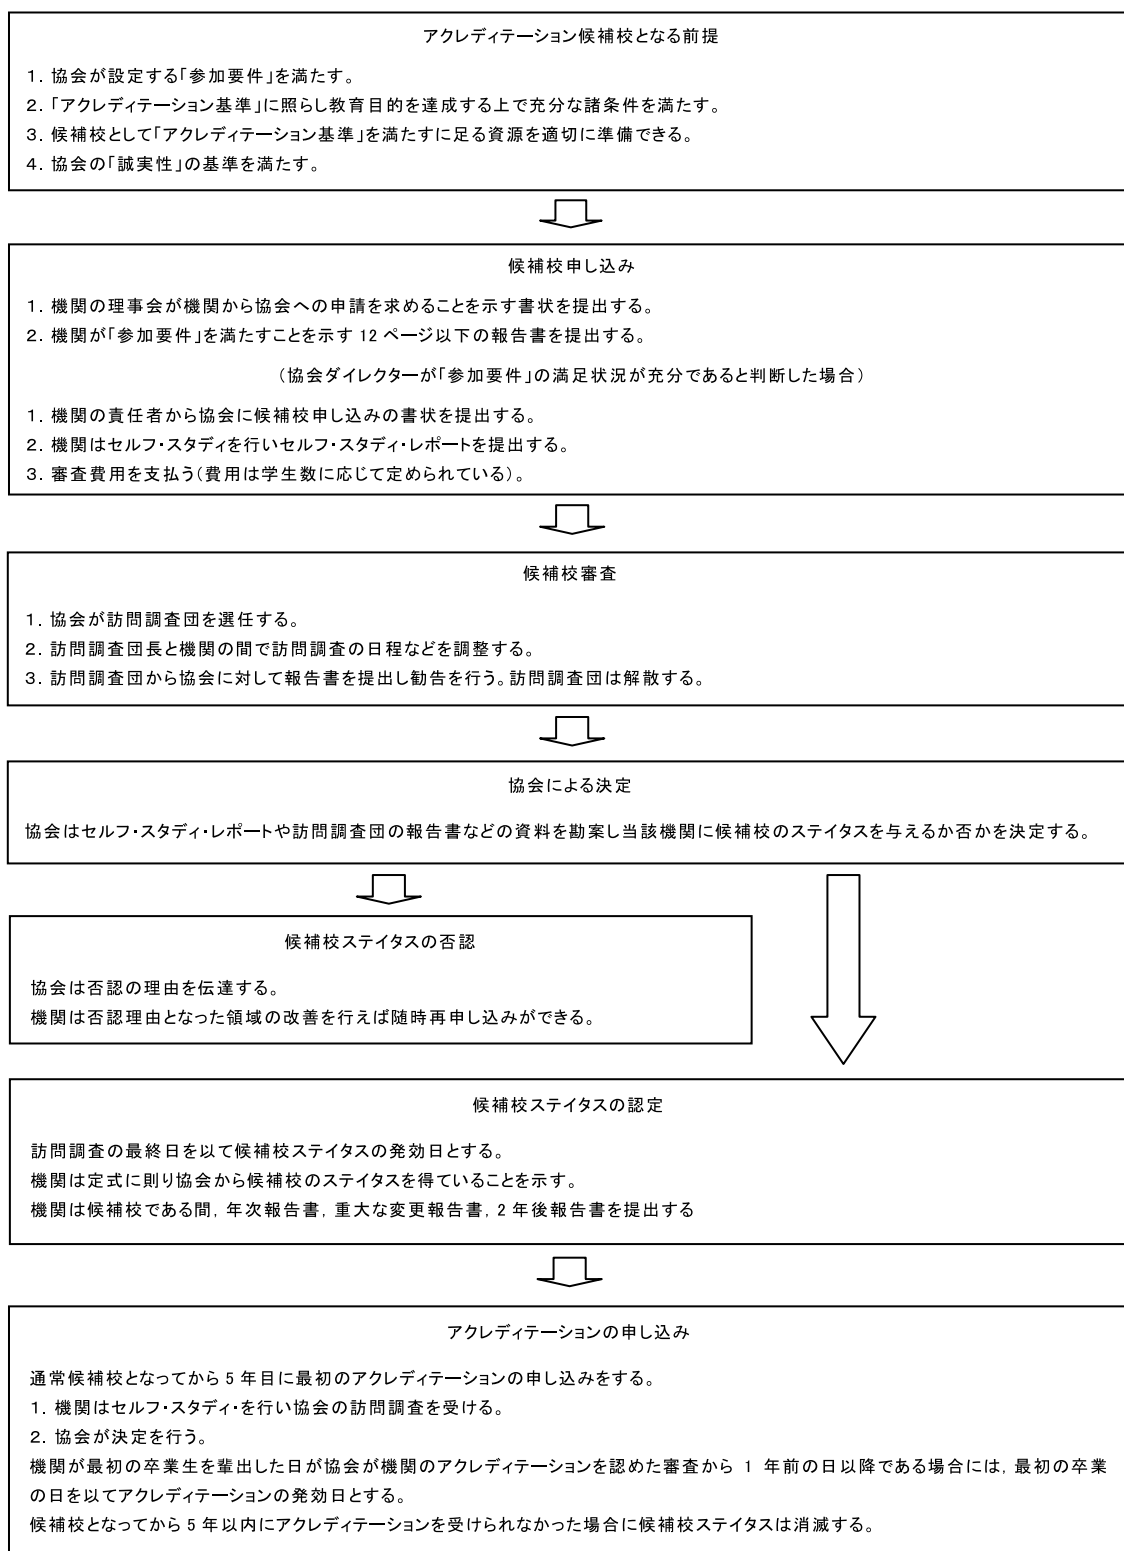 アクレディテーション候補校となる前提
1. 協会が設定する「参加要件」を満たす。
2.「アクレディテーション基準」に照らし教育目的を達成する上で充分な諸条件を満たす。
3. 候補校として「アクレディテーション基準」を満たすに足る資源を適切に準備できる。
4. 協会の「誠実性」の基準を満たす。
候補校申し込み
1. 機関の理事会が機関から協会への申請を求めることを示す書状を提出する。
2. 機関が「参加要件」を満たすことを示す 12 ページ以下の報告書を提出する。
（協会ダイレクターが「参加要件」の満足状況が充分であると判断した場合）
1. 機関の責任者から協会に候補校申し込みの書状を提出する。
2. 機関はセルフ・スタディを行いセルフ・スタディ・レポートを提出する。
3. 審査費用を支払う（費用は学生数に応じて定められている）。
候補校審査
1. 協会が訪問調査団を選任する。
2. 訪問調査団長と機関の間で訪問調査の日程などを調整する。
3. 訪問調査団から協会に対して報告書を提出し勧告を行う。訪問調査団は解散する。
協会による決定
協会はセルフ・スタディ・レポートや訪問調査団の報告書などの資料を勘案し当該機関に候補校のステイタスを与えるか否かを決定する。
候補校ステイタスの否認
協会は否認の理由を伝達する。
機関は否認理由となった領域の改善を行えば随時再申し込みができる。
候補校ステイタスの認定
訪問調査の最終日を以て候補校ステイタスの発効日とする。
機関は定式に則り協会から候補校のステイタスを得ていることを示す。
機関は候補校である間, 年次報告書, 重大な変更報告書, 2 年後報告書を提出する
アクレディテーションの申し込み
通常候補校となってから 5 年目に最初のアクレディテーションの申し込みをする。
1. 機関はセルフ・スタディ・を行い協会の訪問調査を受ける。
2. 協会が決定を行う。
機関が最初の卒業生を輩出した日が協会が機関のアクレディテーションを認めた審査から 1 年前の日以降である場合には, 最初の卒業
の日を以てアクレディテーションの発効日とする。
候補校となってから 5 年以内にアクレディテーションを受けられなかった場合に候補校ステイタスは消滅する。